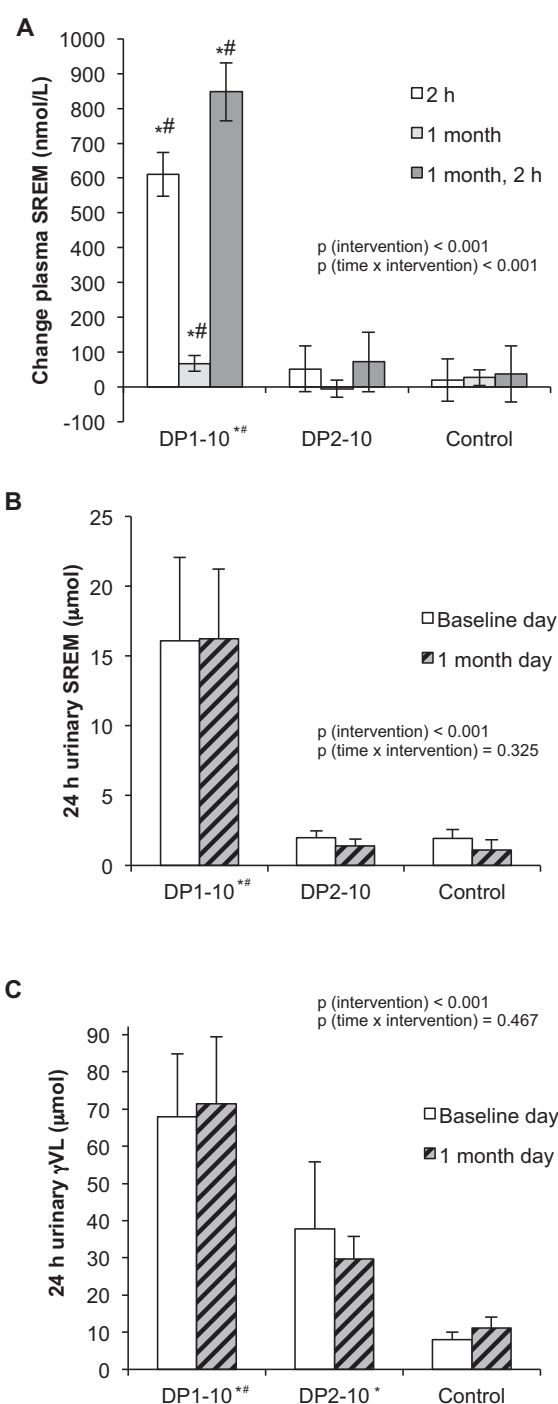 A
Change plasma SREM (nmol/L)
1000
900
800
700
600
500
400
300
200
100
0
-100
*#
*#
*#
2 h
1 month
1 month, 2 h
p (intervention) < 0.001
p (time x intervention) < 0.001
DP1-10 *#
DP2-10
Control
B
24 h urinary SREM (μmol)
25
20
15
10
5
0
Baseline day
1 month day
p (intervention) < 0.001
p (time x intervention) = 0.325
DP1-10 *#
DP2-10
Control
C
p (intervention) < 0.001
p (time x intervention) = 0.467
24 h urinary γVL (μmol)
90
80
70
60
50
40
30
20
10
0
Baseline day
1 month day
DP1-10 *#
DP2-10 *
Control